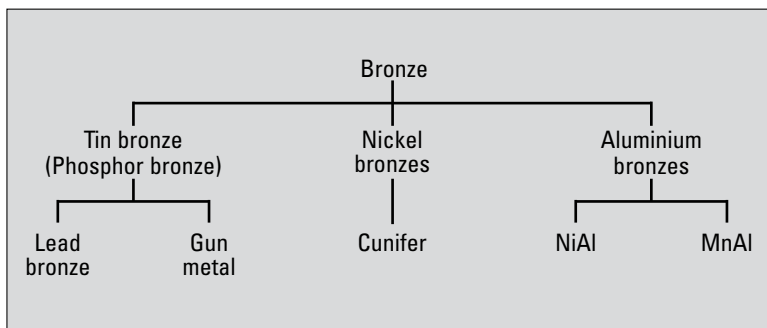 Bronze
Tin bronze
(Phosphor bronze)
Nickel
bronzes
Aluminium
bronzes
Lead
bronze
Gun
metal
Cunifer
NiAl
MnAl